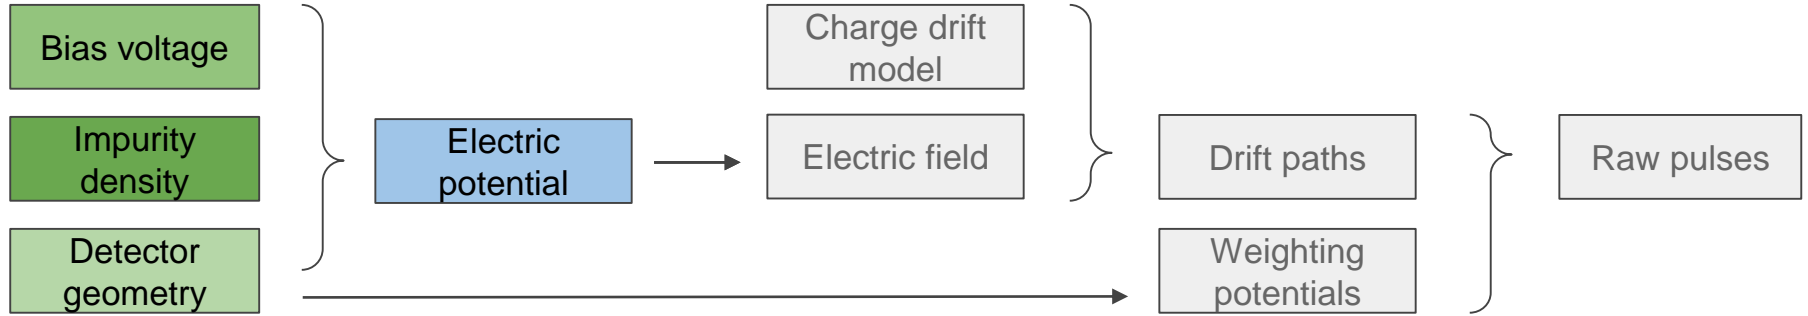 Bias voltage
Impurity
density
Detector
geometry
Electric
potential
Charge drift
model
Electric field
Drift paths
Weighting
potentials
Raw pulses